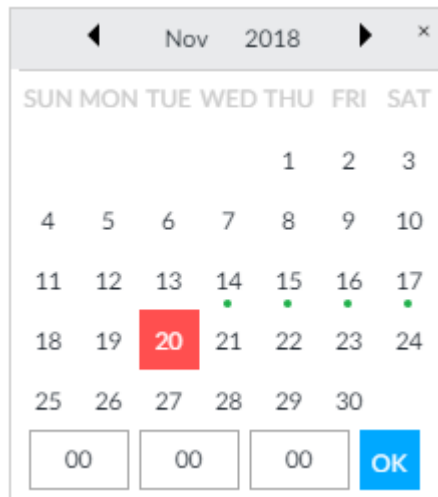 Nov 2018 ×
SUN MON TUE WED THU FRI SAT
1 2 3
4 5 6 7 8 9 10
11 12 13 14 15 16 17
18 19 20 21 22 23 24
25 26 27 28 29 30
00 00 00 OK